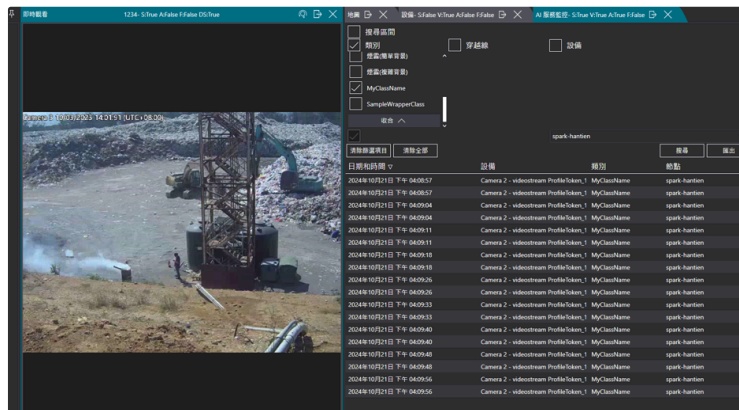 即時觀看 1234- S:True A:False F:False DS:True
地圖 設備- S:False V:True A:False F:False AI 服務監控- S:True V:True A:True F:False
搜尋區間
類別 穿越線 設備
煙霧(簡單背景)
煙霧(複雜背景)
MyClassName
SampleWrapperClass
收合
spark-hantien
清除篩選項目 清除全部 搜尋 匯出
日期和時間 設備 類別 節點
2024年10月21日 下午 04:08:57 Camera 2 - videostream ProfileToken_1 MyClassName spark-hantien
2024年10月21日 下午 04:08:57 Camera 2 - videostream ProfileToken_1 MyClassName spark-hantien
2024年10月21日 下午 04:09:04 Camera 2 - videostream ProfileToken_1 MyClassName spark-hantien
2024年10月21日 下午 04:09:04 Camera 2 - videostream ProfileToken_1 MyClassName spark-hantien
2024年10月21日 下午 04:09:11 Camera 2 - videostream ProfileToken_1 MyClassName spark-hantien
2024年10月21日 下午 04:09:11 Camera 2 - videostream ProfileToken_1 MyClassName spark-hantien
2024年10月21日 下午 04:09:18 Camera 2 - videostream ProfileToken_1 MyClassName spark-hantien
2024年10月21日 下午 04:09:18 Camera 2 - videostream ProfileToken_1 MyClassName spark-hantien
2024年10月21日 下午 04:09:26 Camera 2 - videostream ProfileToken_1 MyClassName spark-hantien
2024年10月21日 下午 04:09:26 Camera 2 - videostream ProfileToken_1 MyClassName spark-hantien
2024年10月21日 下午 04:09:33 Camera 2 - videostream ProfileToken_1 MyClassName spark-hantien
2024年10月21日 下午 04:09:33 Camera 2 - videostream ProfileToken_1 MyClassName spark-hantien
2024年10月21日 下午 04:09:40 Camera 2 - videostream ProfileToken_1 MyClassName spark-hantien
2024年10月21日 下午 04:09:40 Camera 2 - videostream ProfileToken_1 MyClassName spark-hantien
2024年10月21日 下午 04:09:48 Camera 2 - videostream ProfileToken_1 MyClassName spark-hantien
2024年10月21日 下午 04:09:48 Camera 2 - videostream ProfileToken_1 MyClassName spark-hantien
2024年10月21日 下午 04:09:56 Camera 2 - videostream ProfileToken_1 MyClassName spark-hantien
2024年10月21日 下午 04:09:56 Camera 2 - videostream ProfileToken_1 MyClassName spark-hantien
10/03/2023 14:01:51 (UTC+08:00)